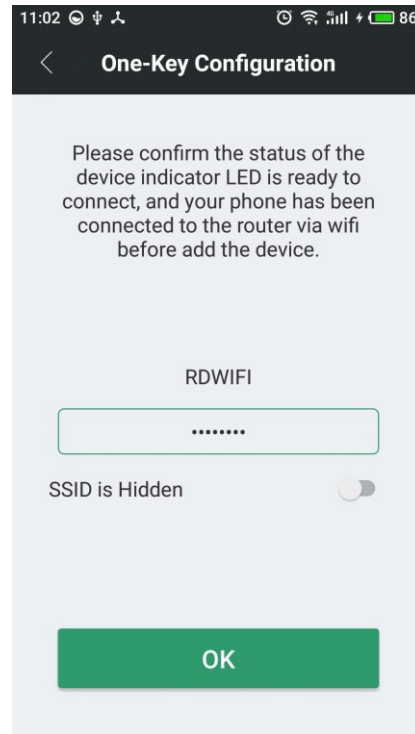 11:02 86
One-Key Configuration
Please confirm the status of the
device indicator LED is ready to
connect, and your phone has been
connected to the router via wifi
before add the device.
RDWIFI
••••••••
SSID is Hidden
OK